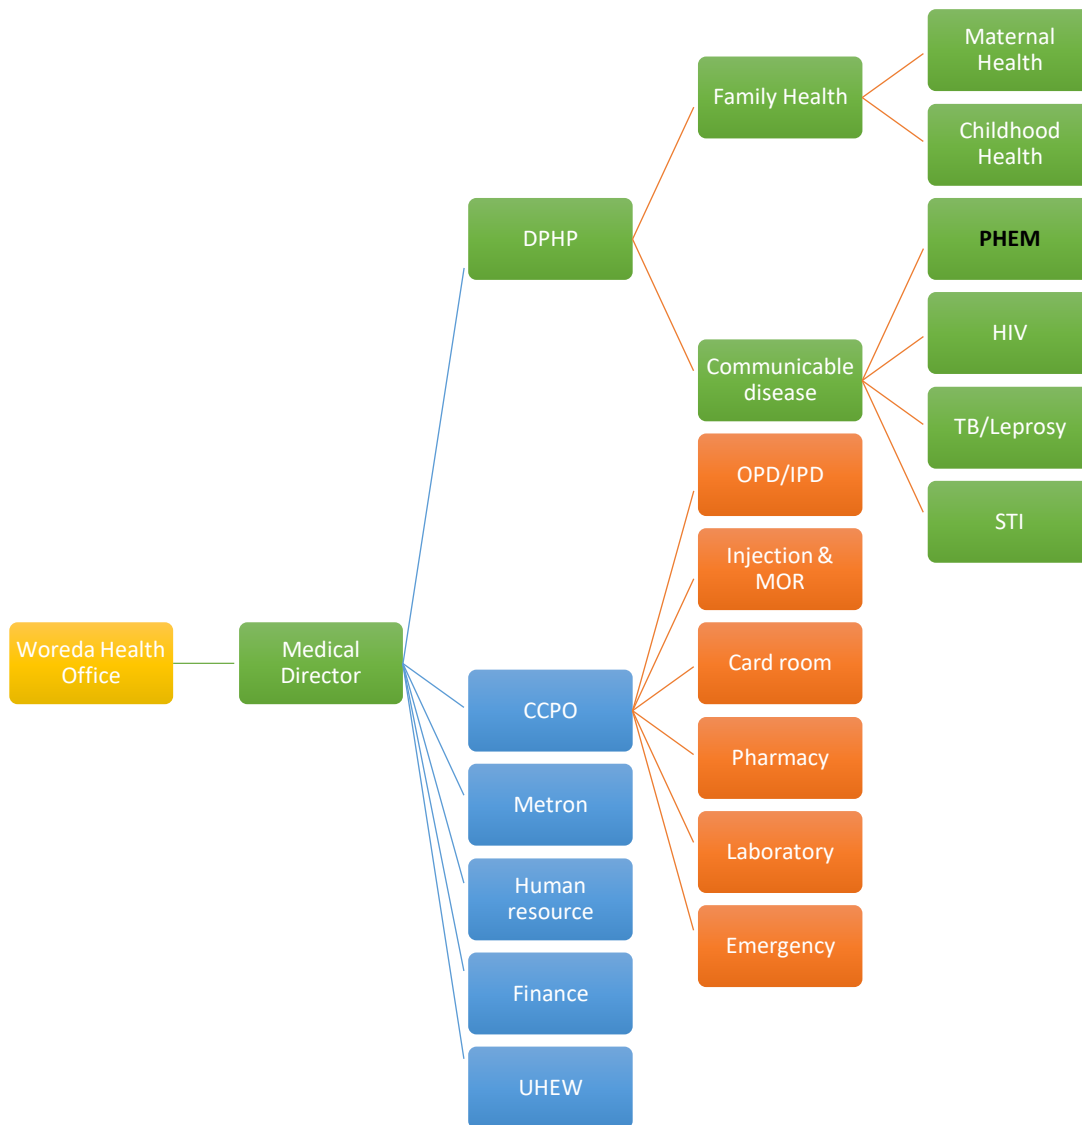 Woreda Health
Office
Medical
Director
DPHP
Family Health
Maternal
Health
Childhood
Health
Communicable
disease
PHEM
HIV
TB/Leprosy
STI
CCPO
OPD/IPD
Injection &
MOR
Card room
Pharmacy
Laboratory
Emergency
Metron
Human
resource
Finance
UHEW